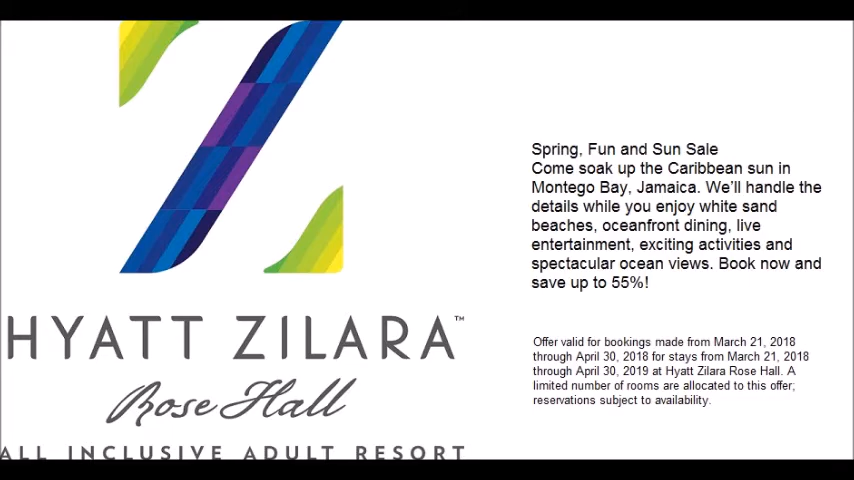 HYATT ZILARA™
Rose Hall
ALL INCLUSIVE ADULT RESORT
Spring, Fun and Sun Sale
Come soak up the Caribbean sun in
Montego Bay, Jamaica. We'll handle the
details while you enjoy white sand
beaches, oceanfront dining, live
entertainment, exciting activities and
spectacular ocean views. Book now and
save up to 55%!
Offer valid for bookings made from March 21, 2018
through April 30, 2018 for stays from March 21, 2018
through April 30, 2019 at Hyatt Zilara Rose Hall. A
limited number of rooms are allocated to this offer;
reservations subject to availability.